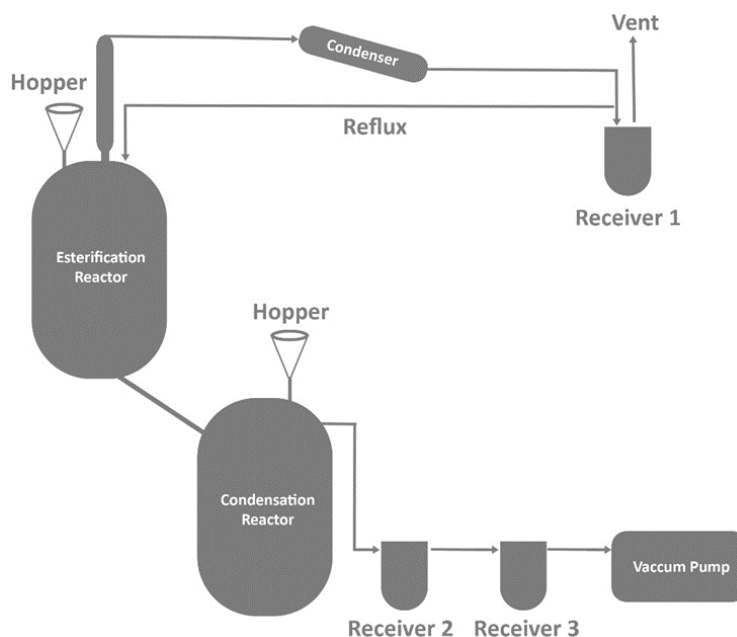 Vent
Condenser
Hopper
Reflux
Receiver 1
Esterification
Reactor
Hopper
Condensation
Reactor
Vaccum Pump
Receiver 2
Receiver 3